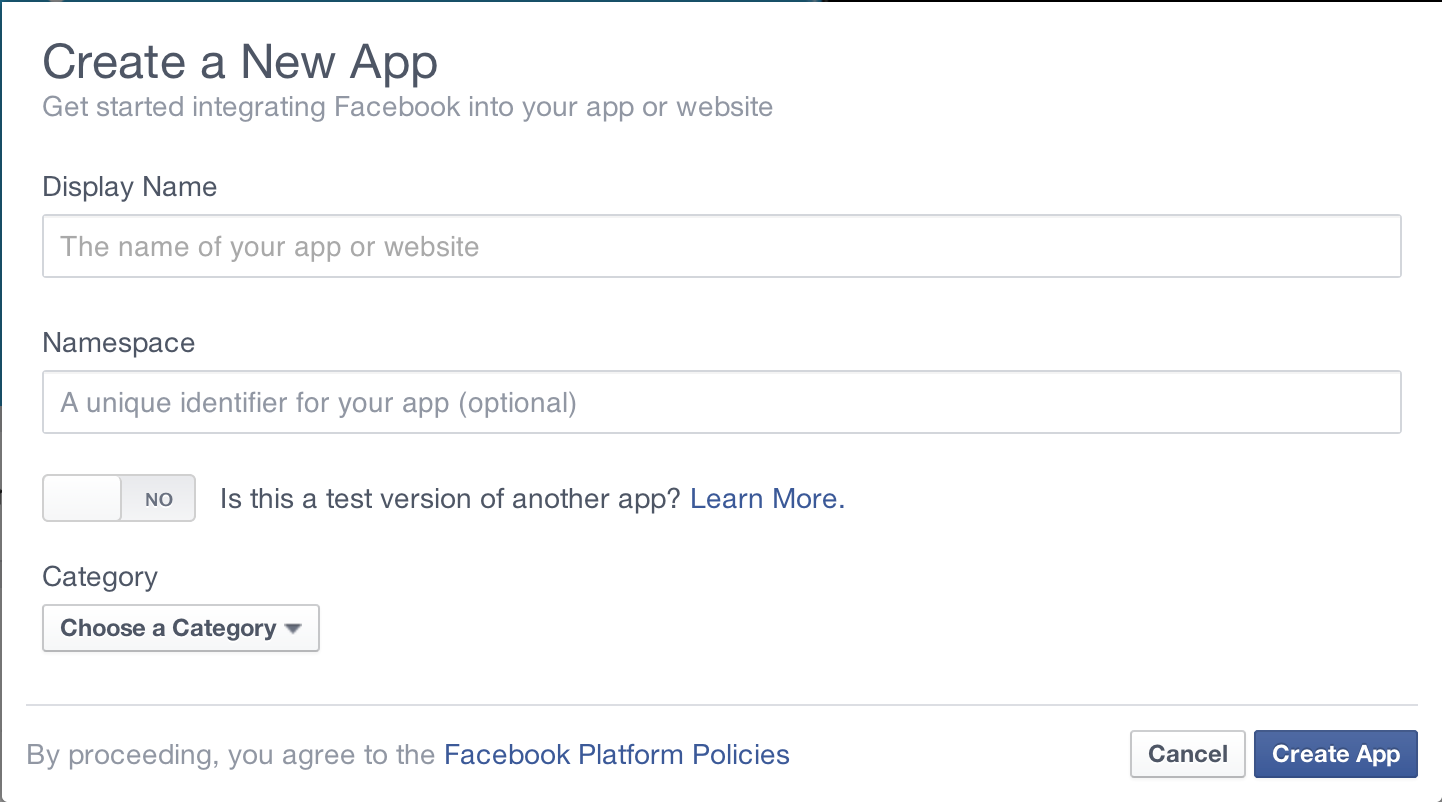 Create a New App
Get started integrating Facebook into your app or website
Display Name
The name of your app or website
Namespace
A unique identifier for your app (optional)
NO Is this a test version of another app? Learn More.
Category
Choose a Category
By proceeding, you agree to the Facebook Platform Policies Cancel Create App